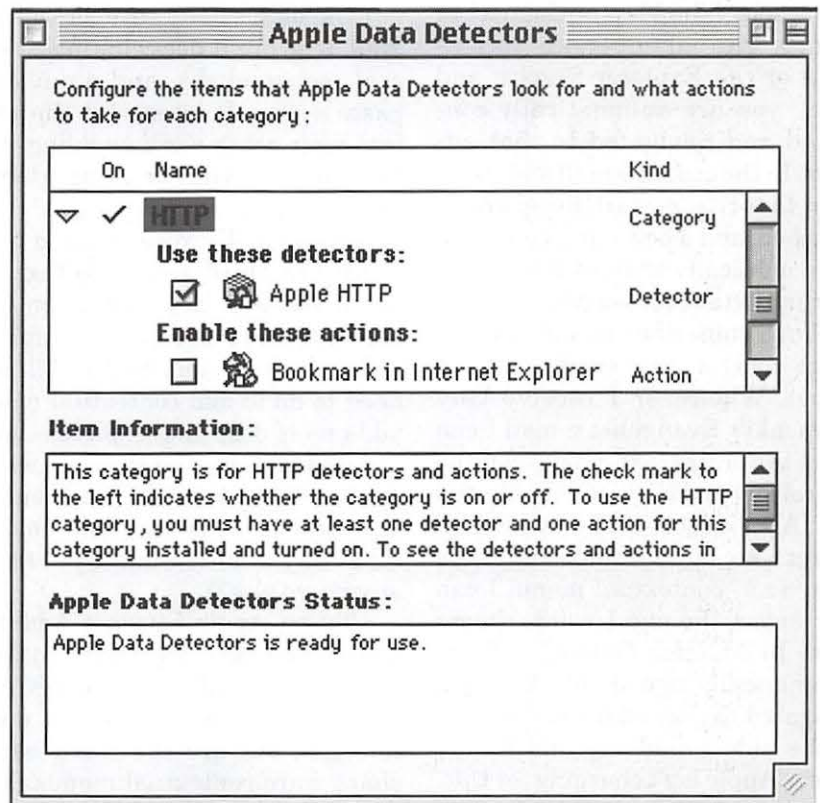 Apple Data Detectors
Configure the items that Apple Data Detectors look for and what actions
to take for each category:
On Name Kind
HTTP Category
Use these detectors:
Apple HTTP Detector
Enable these actions:
Bookmark in Internet Explorer Action
Item Information:
This category is for HTTP detectors and actions. The check mark to
the left indicates whether the category is on or off. To use the HTTP
category, you must have at least one detector and one action for this
category installed and turned on. To see the detectors and actions in
Apple Data Detectors Status:
Apple Data Detectors is ready for use.